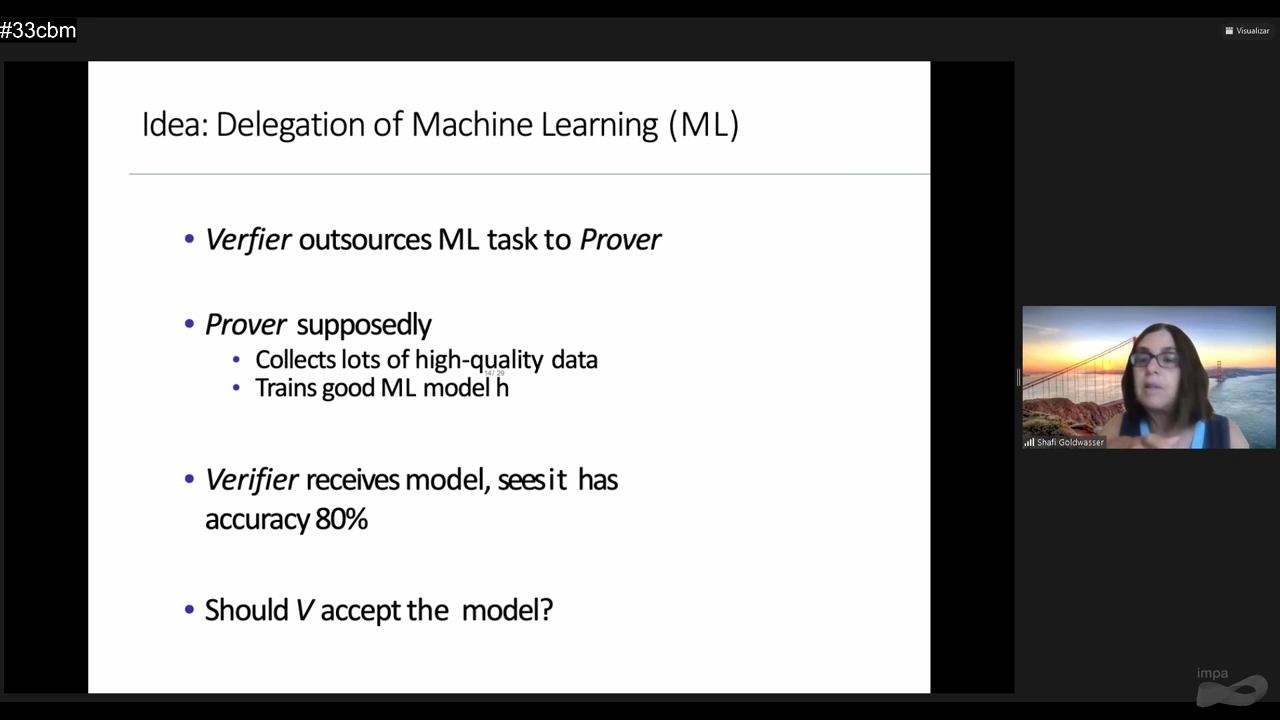 #33cbm
Visualizar
Idea: Delegation of Machine Learning (ML)
• Verfier outsources ML task to Prover
• Prover supposedly
• Collects lots of high-quality data
14/ 29
• Trains good ML model h
• Verifier receives model, sees it has
accuracy 80%
• Should V accept the model?
Shafi Goldwasser
impa